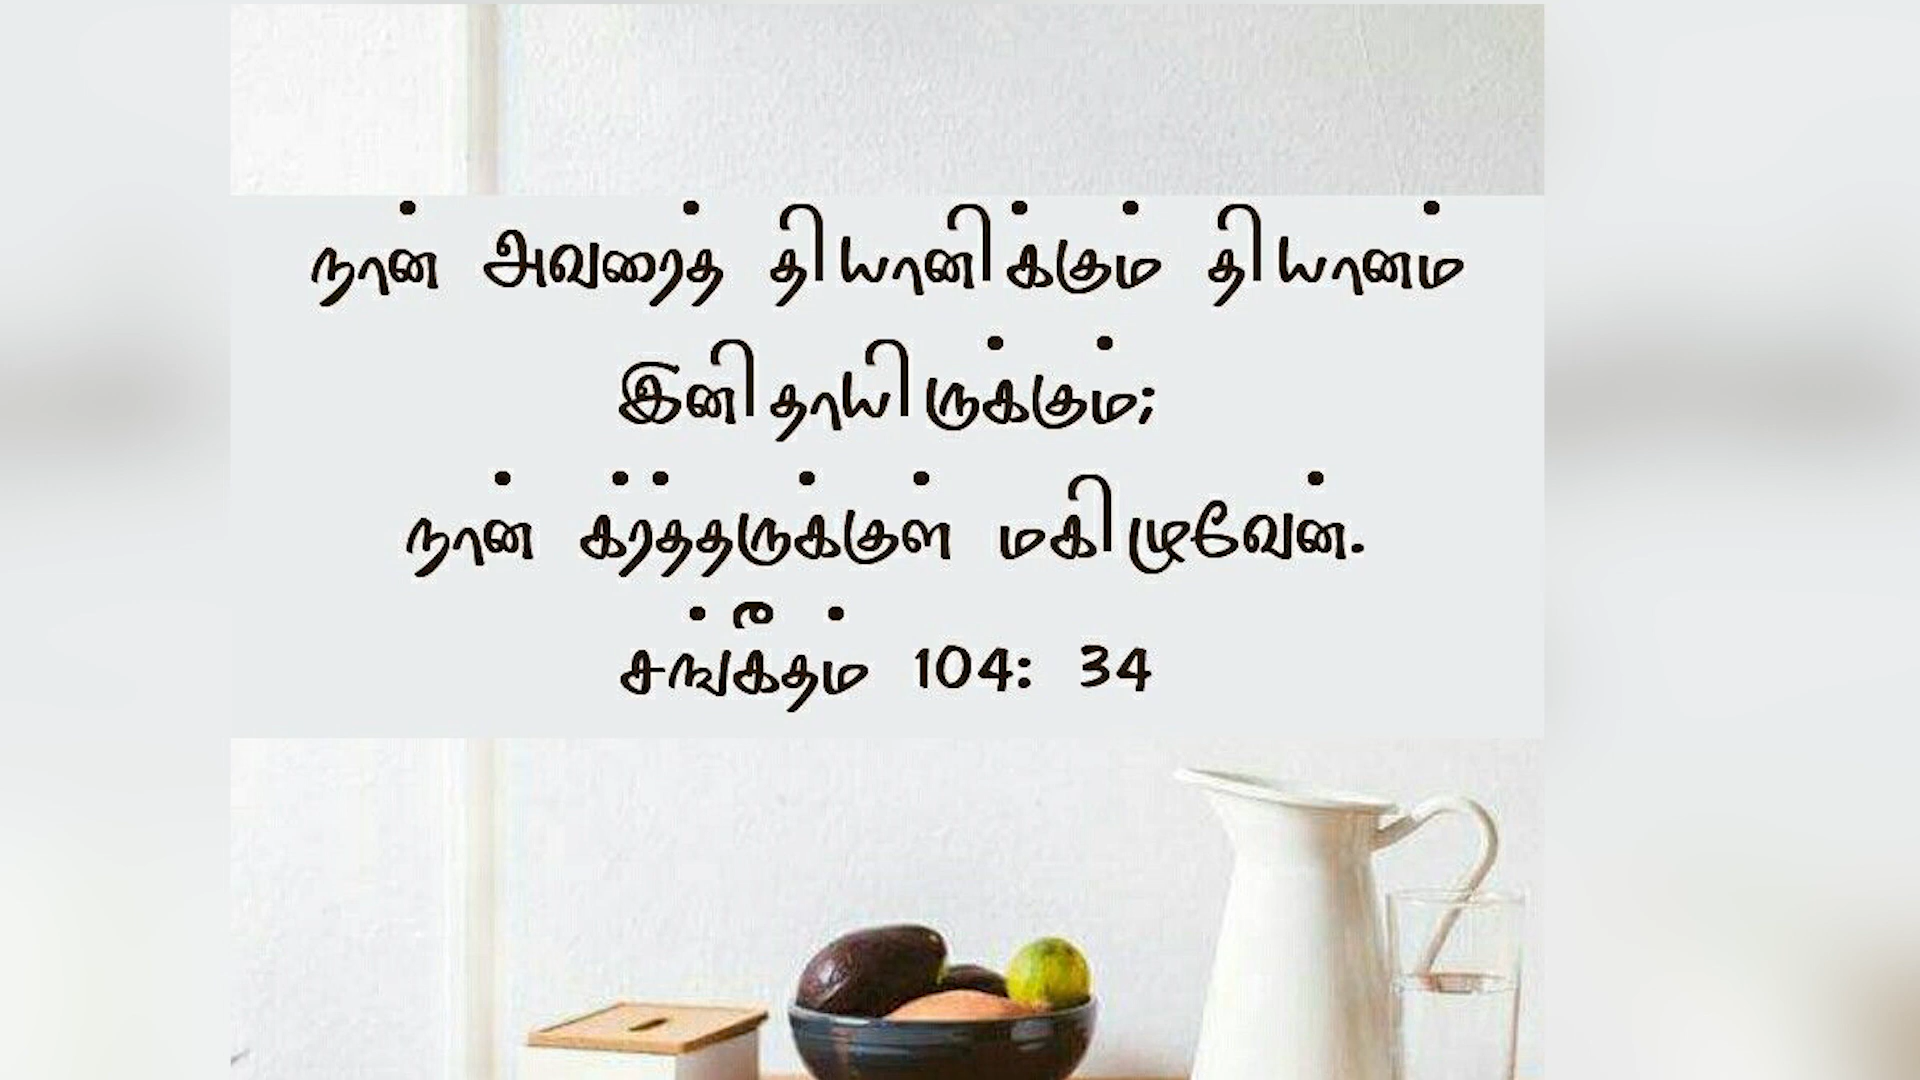 நான் அவரைத் தியானிக்கும் தியானம்
இனிதாயிருக்கும்;
நான் கர்த்தருக்குள் மகிழுவேன்.
சங்கீதம் 104: 34